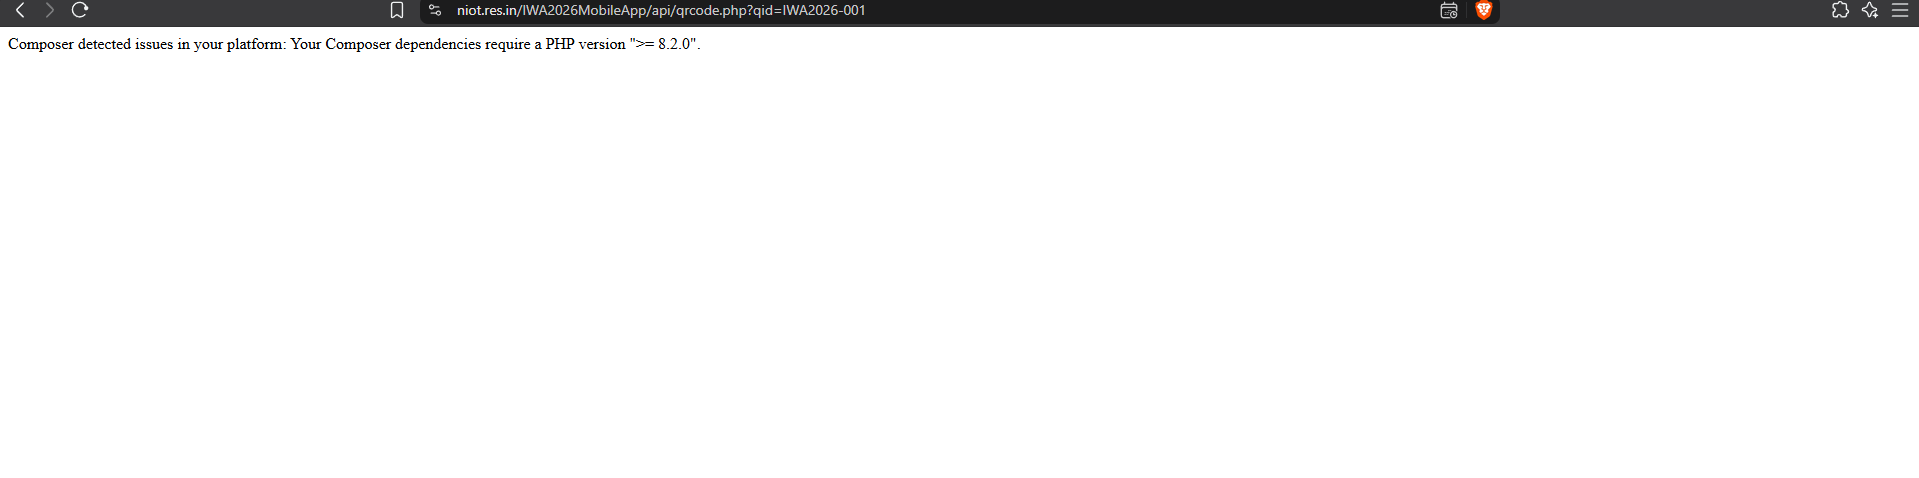 niot.res.in/IWA2026MobileApp/api/qrcode.php?qid=IWA2026-001
Composer detected issues in your platform: Your Composer dependencies require a PHP version ">= 8.2.0".